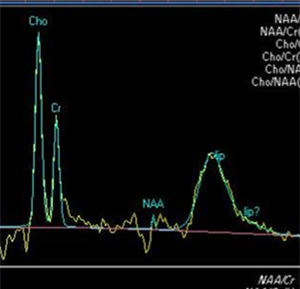 Cho
NAA/
NAA/Cr(
Cho/
Cho/Cr(
Cho/NA
Cho/NAA(
Cr
lip
NAA
lip?
NAA/Cr